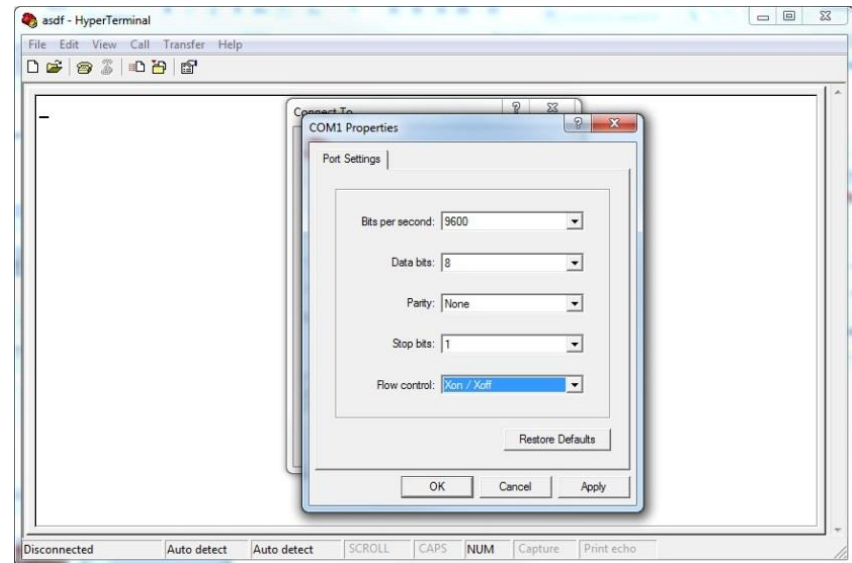 asdf - HyperTerminal
File Edit View Call Transfer Help
Connect To
COM1 Properties
Port Settings
Bits per second: 9600
Data bits: 8
Parity: None
Stop bits: 1
Flow control: Xon / Xoff
Restore Defaults
OK Cancel Apply
Disconnected Auto detect Auto detect SCROLL CAPS NUM Capture Print echo